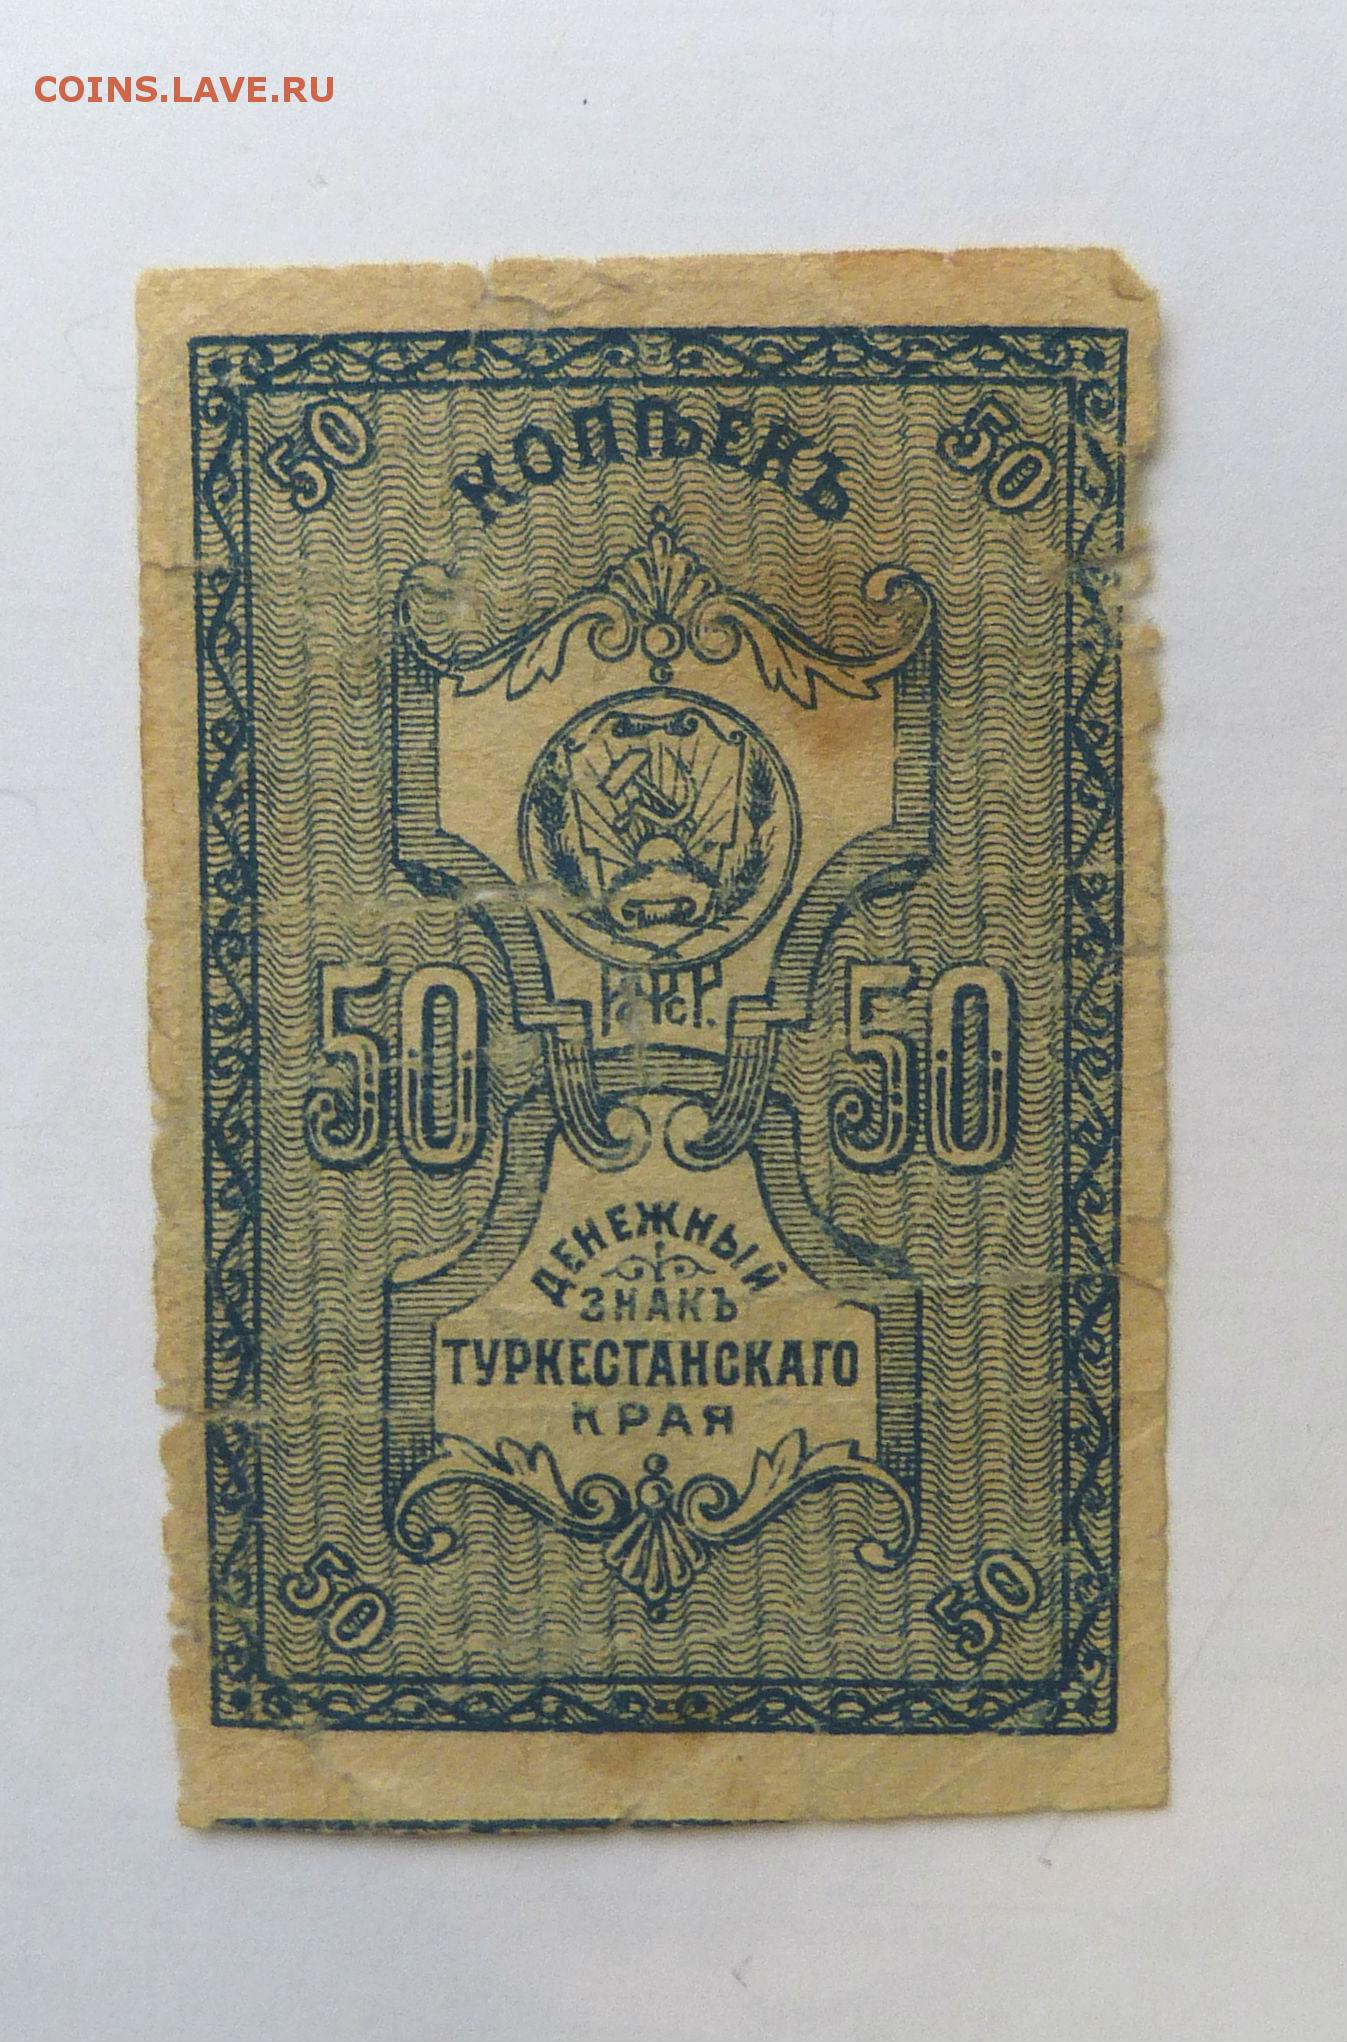 COINS.LAVE.RU
50 50
КОПѢЕКЪ
Р.С.Ф.С.Р.
50 50
ДЕНЕЖНЫЙ
ЗНАКЪ
ТУРКЕСТАНСКАГО
КРАЯ
50 50